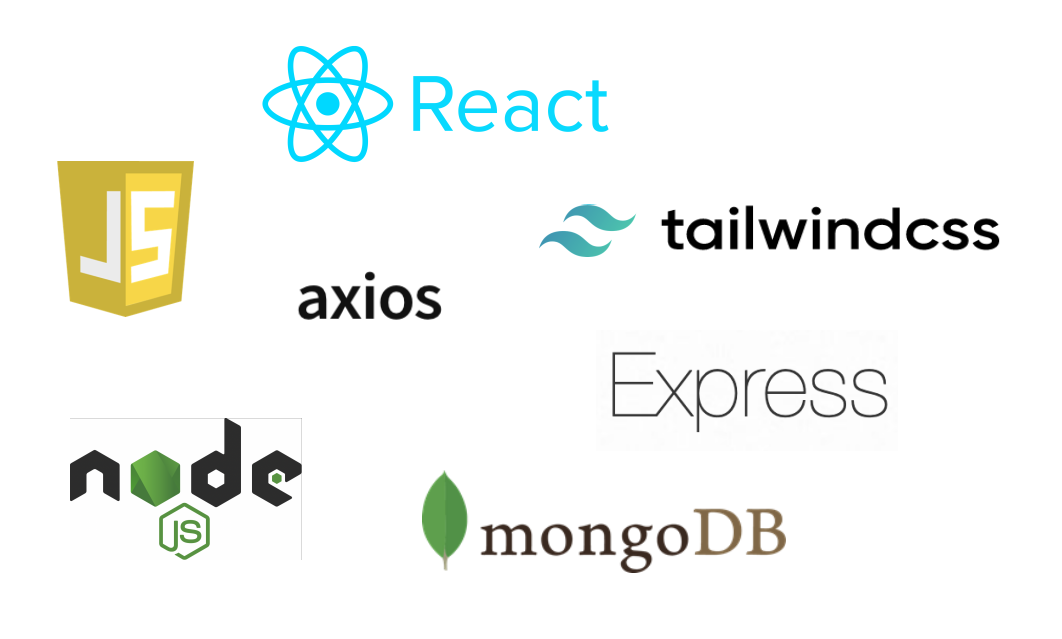 React
JS
tailwindcss
axios
Express
node
JS
mongoDB